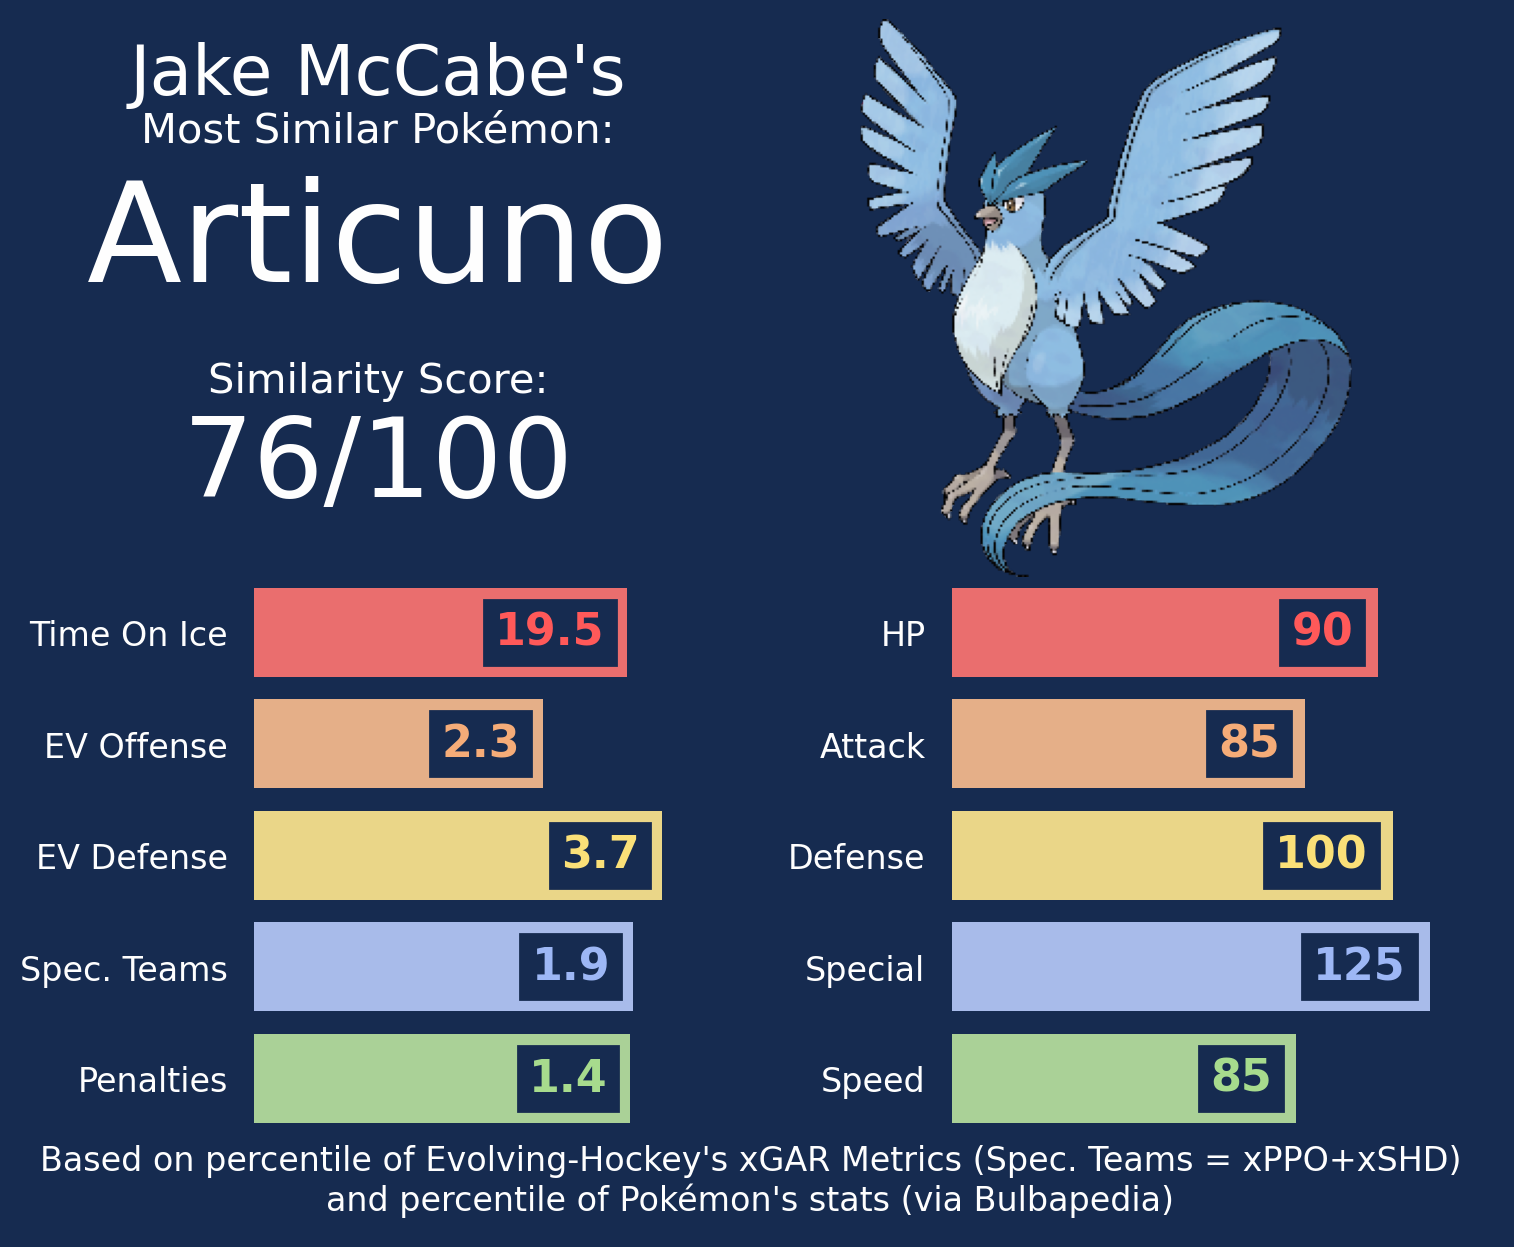 Jake McCabe's
Most Similar Pokémon:
Articuno
Similarity Score:
76/100
Time On Ice 19.5
EV Offense 2.3
EV Defense 3.7
Spec. Teams 1.9
Penalties 1.4
HP 90
Attack 85
Defense 100
Special 125
Speed 85
Based on percentile of Evolving-Hockey's xGAR Metrics (Spec. Teams = xPPO+xSHD)
and percentile of Pokémon's stats (via Bulbapedia)